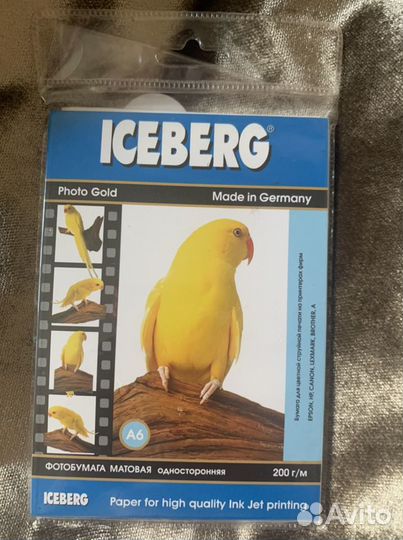 ICEBERG®
Photo Gold
Made in Germany
Бумага для цветной струйной печати на принтерах фирм
EPSON, HP, CANON, LEXMARK, BROTHER, A
A6
ФОТОБУМАГА МАТОВАЯ односторонняя
200 г/м
ICEBERG
Paper for high quality Ink Jet printing
Avito